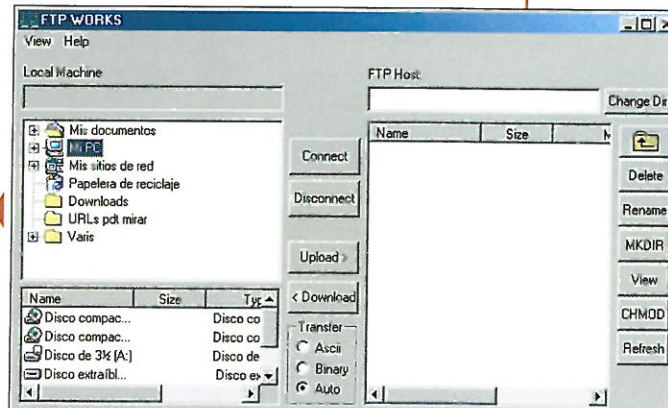 FTP WORKS
View Help
Local Machine
Mis documentos
Mi PC
Mis sitios de red
Papelera de reciclaje
Downloads
URLs pdt mirar
Varis
Name Size Typ
Disco compac... Disco co
Disco compac... Disco co
Disco de 3½ (A:) Disco de
Disco extraíbl... Disco ex
Connect
Disconnect
Upload >
< Download
Transfer
Ascii
Binary
Auto
FTP Host
Change Dir
Name Size M
Delete
Rename
MKDIR
View
CHMOD
Refresh